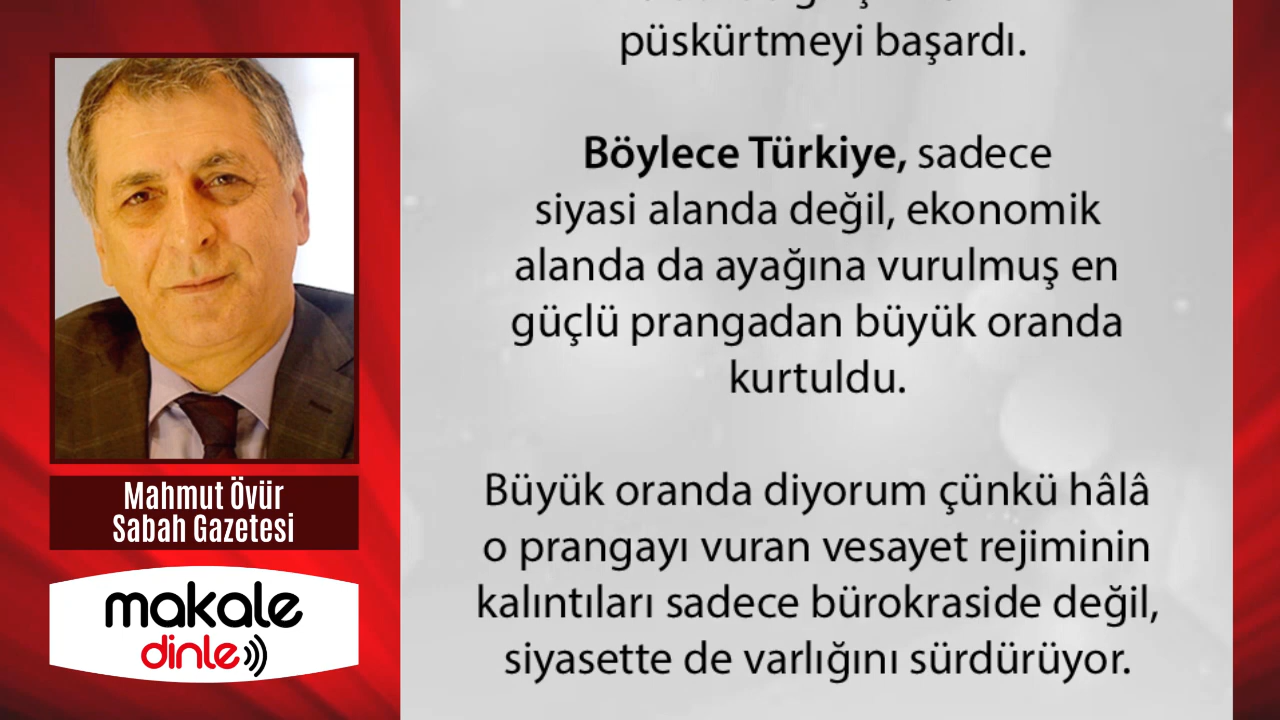 püskürtmeyi başardı.
Böylece Türkiye, sadece
siyasi alanda değil, ekonomik
alanda da ayağına vurulmuş en
güçlü prangadan büyük oranda
kurtuldu.
Büyük oranda diyorum çünkü hâlâ
o prangayı vuran vesayet rejiminin
kalıntıları sadece bürokraside değil,
siyasette de varlığını sürdürüyor.
Mahmut Övür
Sabah Gazetesi
makale
dinle